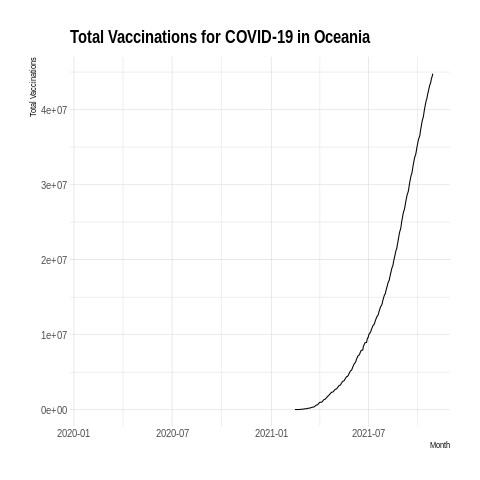 Total Vaccinations for COVID-19 in Oceania
Total Vaccinations
4e+07
3e+07
2e+07
1e+07
0e+00
2020-01 2020-07 2021-01 2021-07
Month